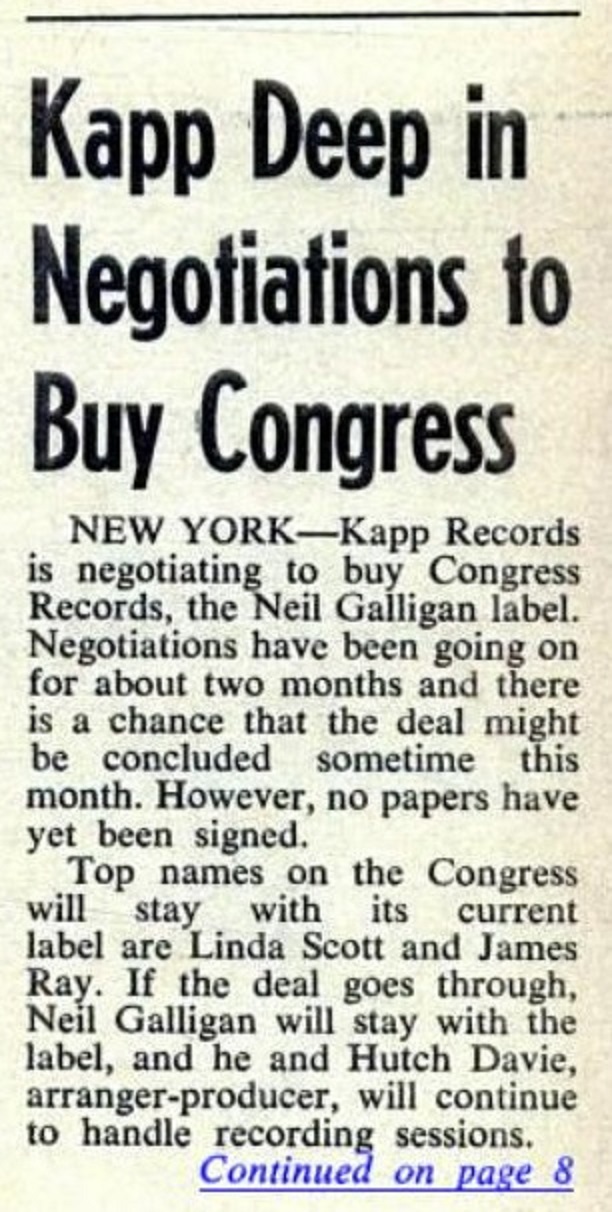 Kapp Deep in
Negotiations to
Buy Congress
NEW YORK—Kapp Records
is negotiating to buy Congress
Records, the Neil Galligan label.
Negotiations have been going on
for about two months and there
is a chance that the deal might
be concluded sometime this
month. However, no papers have
yet been signed.
Top names on the Congress
will stay with its current
label are Linda Scott and James
Ray. If the deal goes through,
Neil Galligan will stay with the
label, and he and Hutch Davie,
arranger-producer, will continue
to handle recording sessions.
Continued on page 8